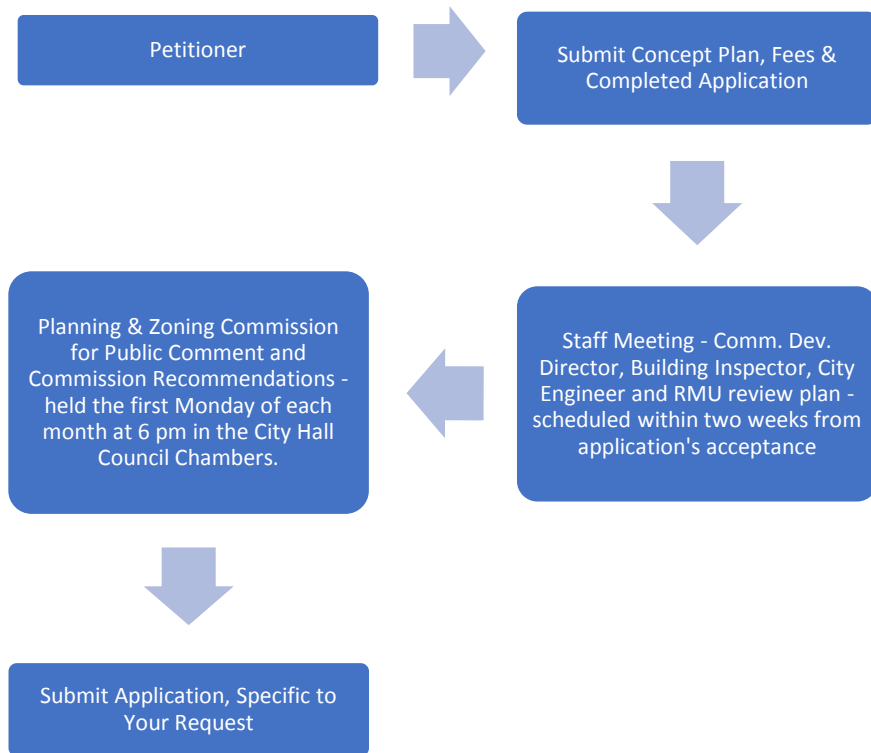 Petitioner
Submit Concept Plan, Fees &
Completed Application
Staff Meeting - Comm. Dev.
Director, Building Inspector, City
Engineer and RMU review plan -
scheduled within two weeks from
application's acceptance
Planning & Zoning Commission
for Public Comment and
Commission Recommendations -
held the first Monday of each
month at 6 pm in the City Hall
Council Chambers.
Submit Application, Specific to
Your Request